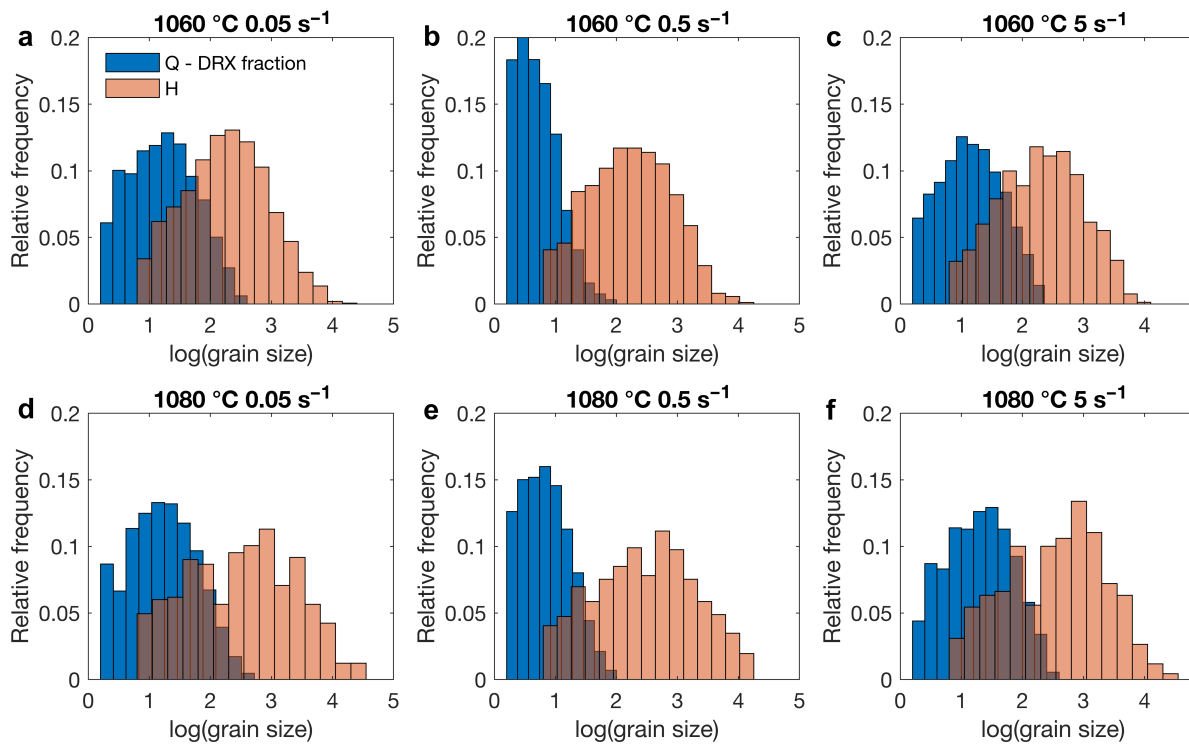 a
1060 °C 0.05 s⁻¹
Q - DRX fraction
H
0.2
0.15
0.1
0.05
0
Relative frequency
0 1 2 3 4 5
log(grain size)
b
1060 °C 0.5 s⁻¹
0.2
0.15
0.1
0.05
0
Relative frequency
0 1 2 3 4 5
log(grain size)
c
1060 °C 5 s⁻¹
0.2
0.15
0.1
0.05
0
Relative frequency
0 1 2 3 4
log(grain size)
d
1080 °C 0.05 s⁻¹
0.2
0.15
0.1
0.05
0
Relative frequency
0 1 2 3 4 5
log(grain size)
e
1080 °C 0.5 s⁻¹
0.2
0.15
0.1
0.05
0
Relative frequency
0 1 2 3 4 5
log(grain size)
f
1080 °C 5 s⁻¹
0.2
0.15
0.1
0.05
0
Relative frequency
0 1 2 3 4
log(grain size)